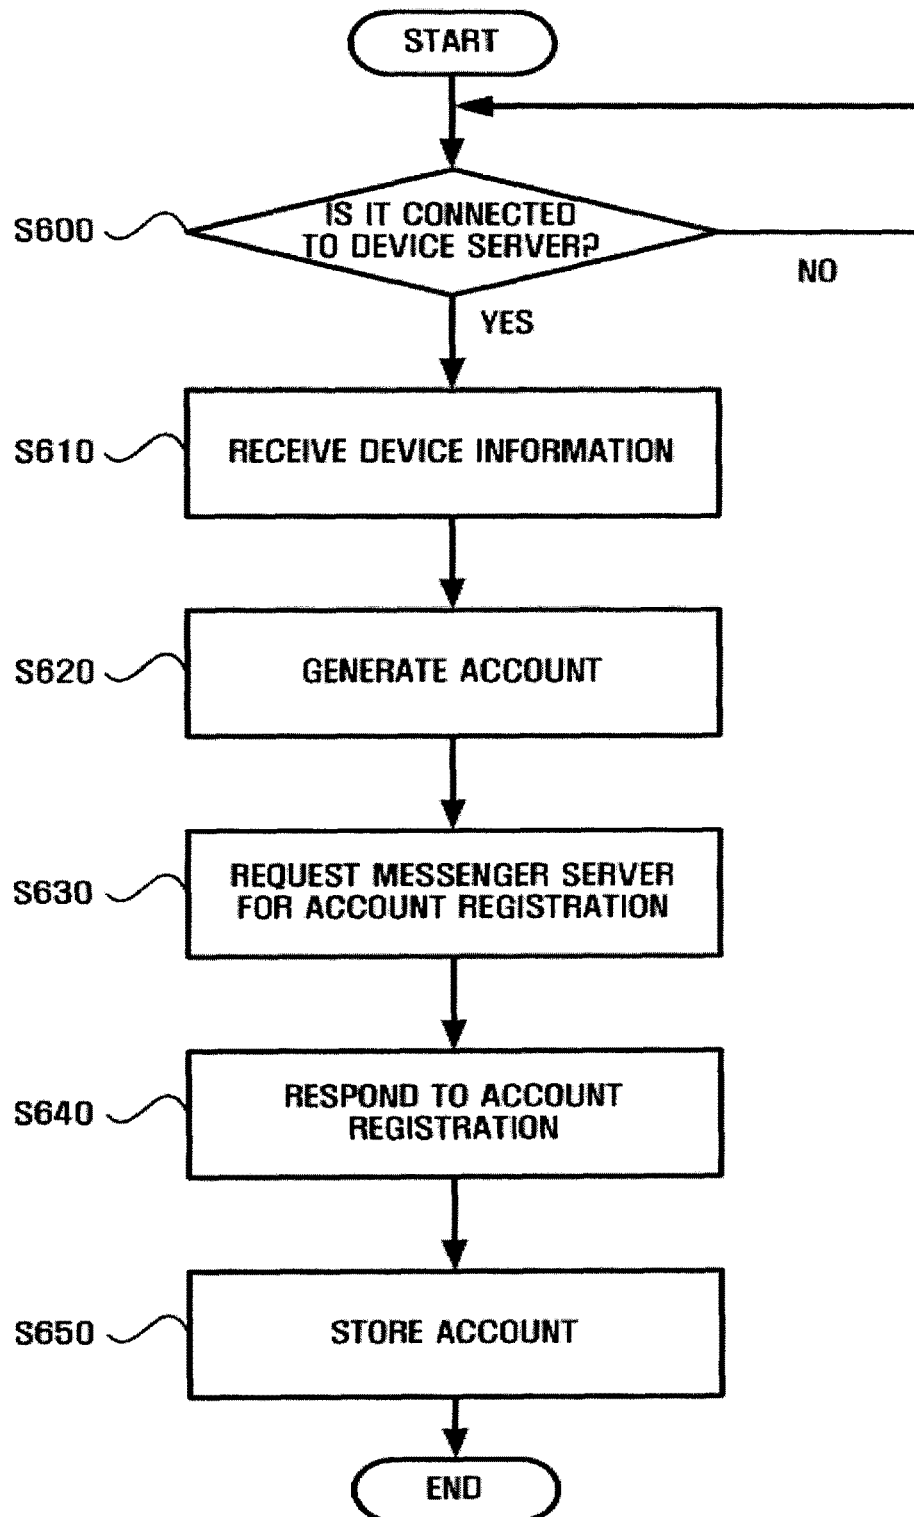 START
S600
IS IT CONNECTED
TO DEVICE SERVER?
NO
YES
S610
RECEIVE DEVICE INFORMATION
S620
GENERATE ACCOUNT
S630
REQUEST MESSENGER SERVER
FOR ACCOUNT REGISTRATION
S640
RESPOND TO ACCOUNT
REGISTRATION
S650
STORE ACCOUNT
END